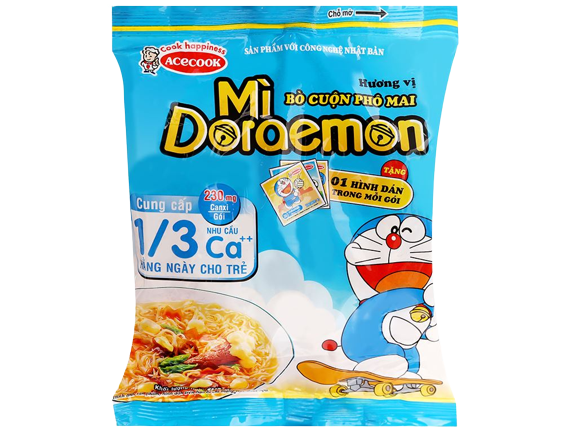 Chỗ mở
Cook happiness
ACECOOK
SẢN PHẨM VỚI CÔNG NGHỆ NHẬT BẢN
Hương vị
BÒ CUỘN PHÔ MAI
Mì
Doraemon
TẶNG
01 HÌNH DÁN
TRONG MỖI GÓI
Cung cấp
230 mg
Canxi
Gói
1/3 NHU CẦU Ca++
HÀNG NGÀY CHO TRẺ